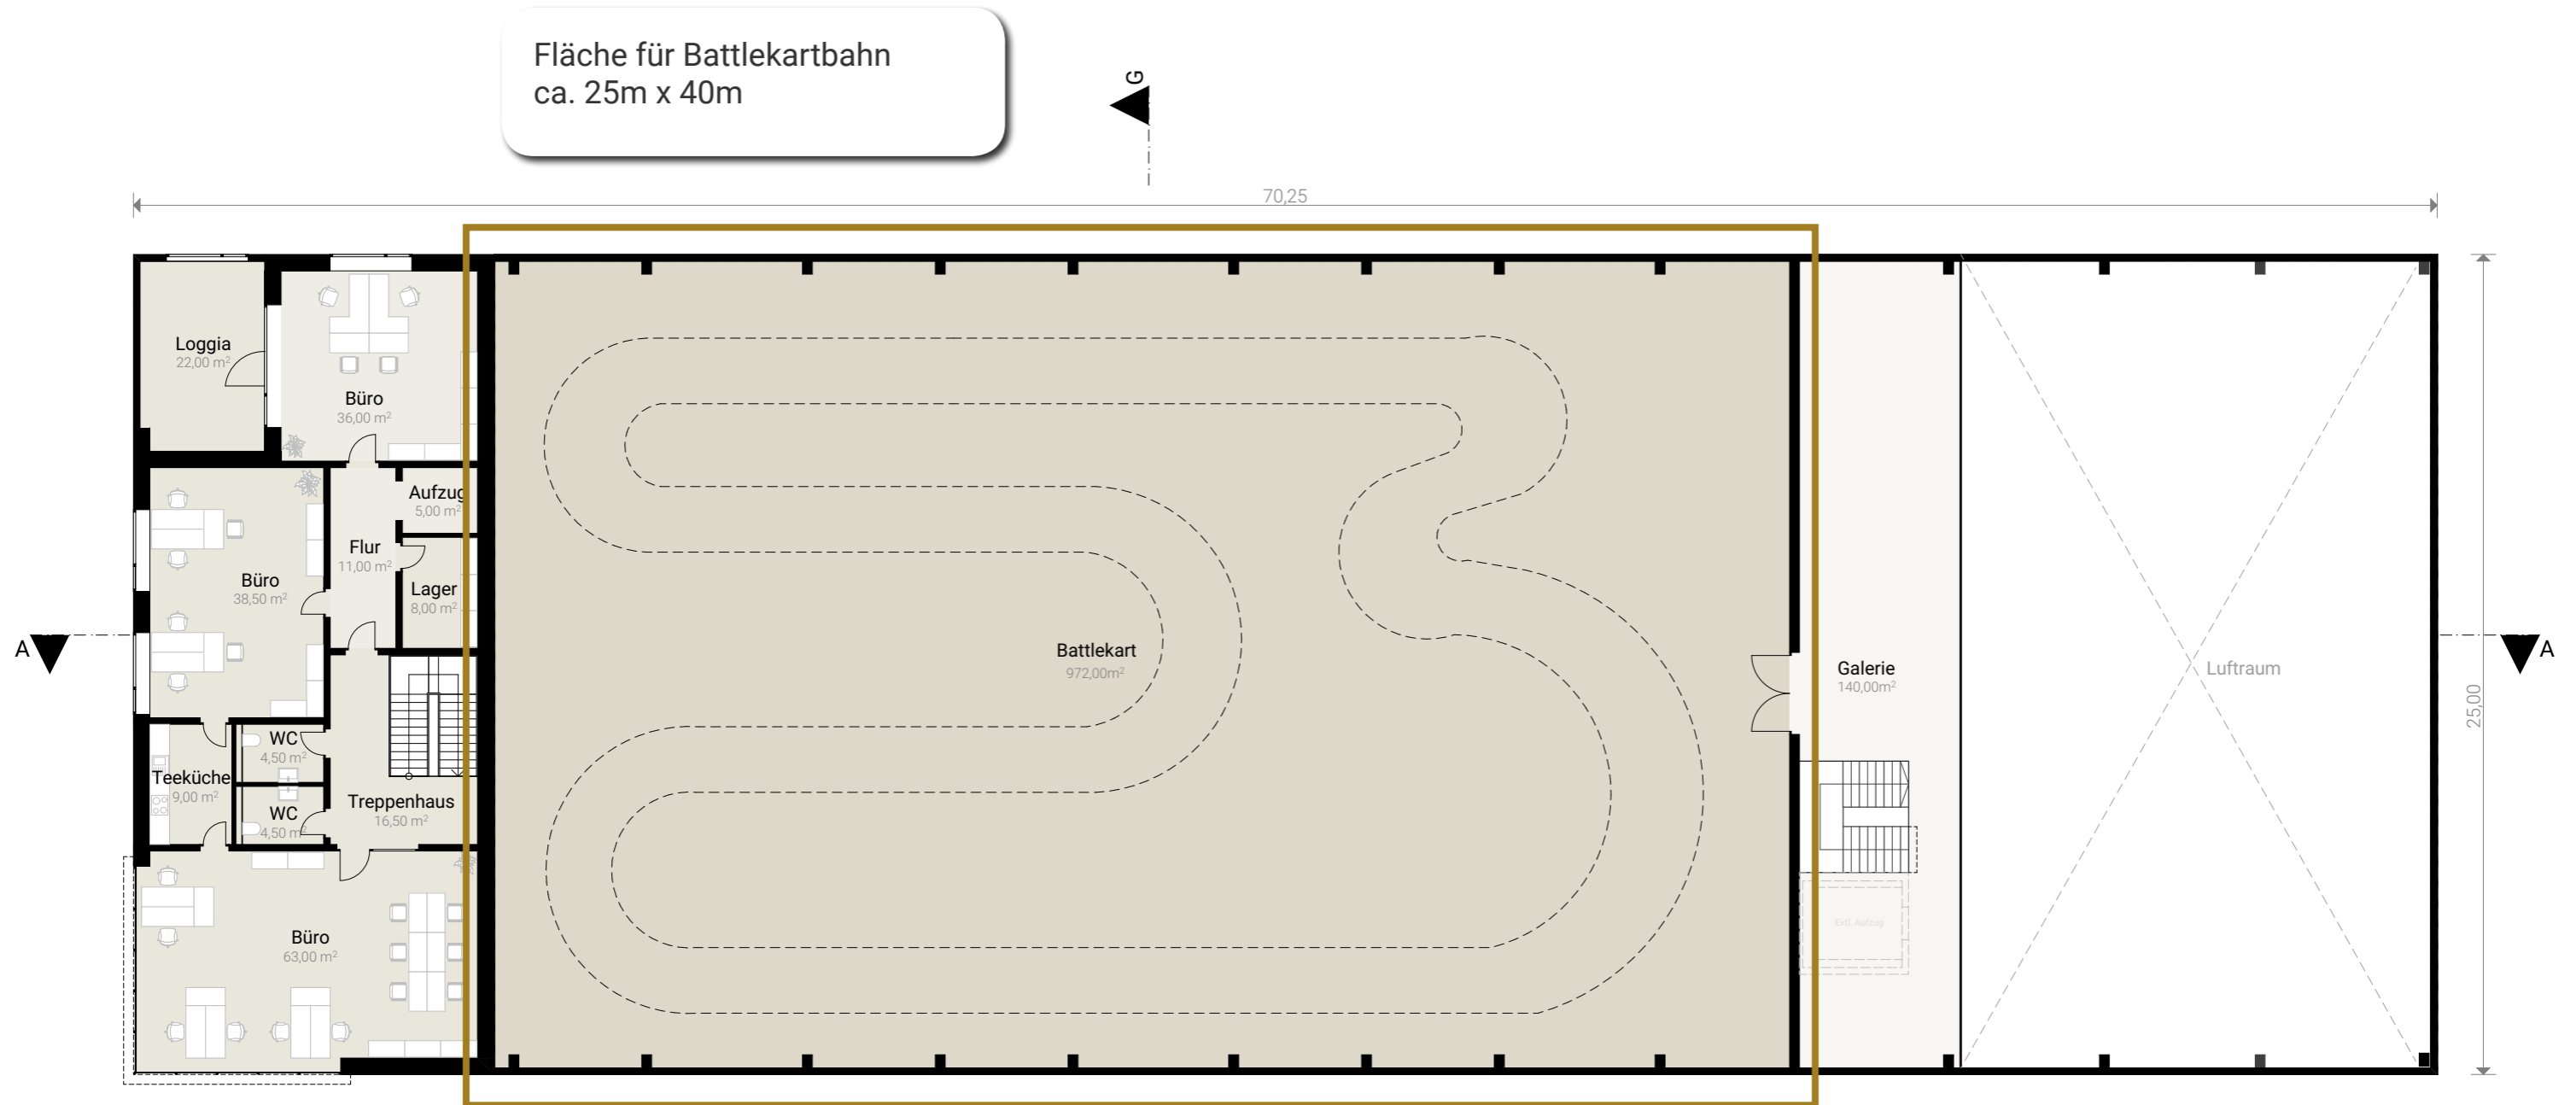 Fläche für Battlekartbahn
ca. 25m x 40m
G
70,25
Loggia
22,00 m²
Büro
36,00 m²
Aufzug
5,00 m²
Flur
11,00 m²
Büro
38,50 m²
Lager
8,00 m²
A
Battlekart
972,00m²
Galerie
140,00m²
Luftraum
A
25,00
WC
4,50 m²
Teeküche
9,00 m²
WC
4,50 m²
Treppenhaus
16,50 m²
Evtl. Aufzug
Büro
63,00 m²